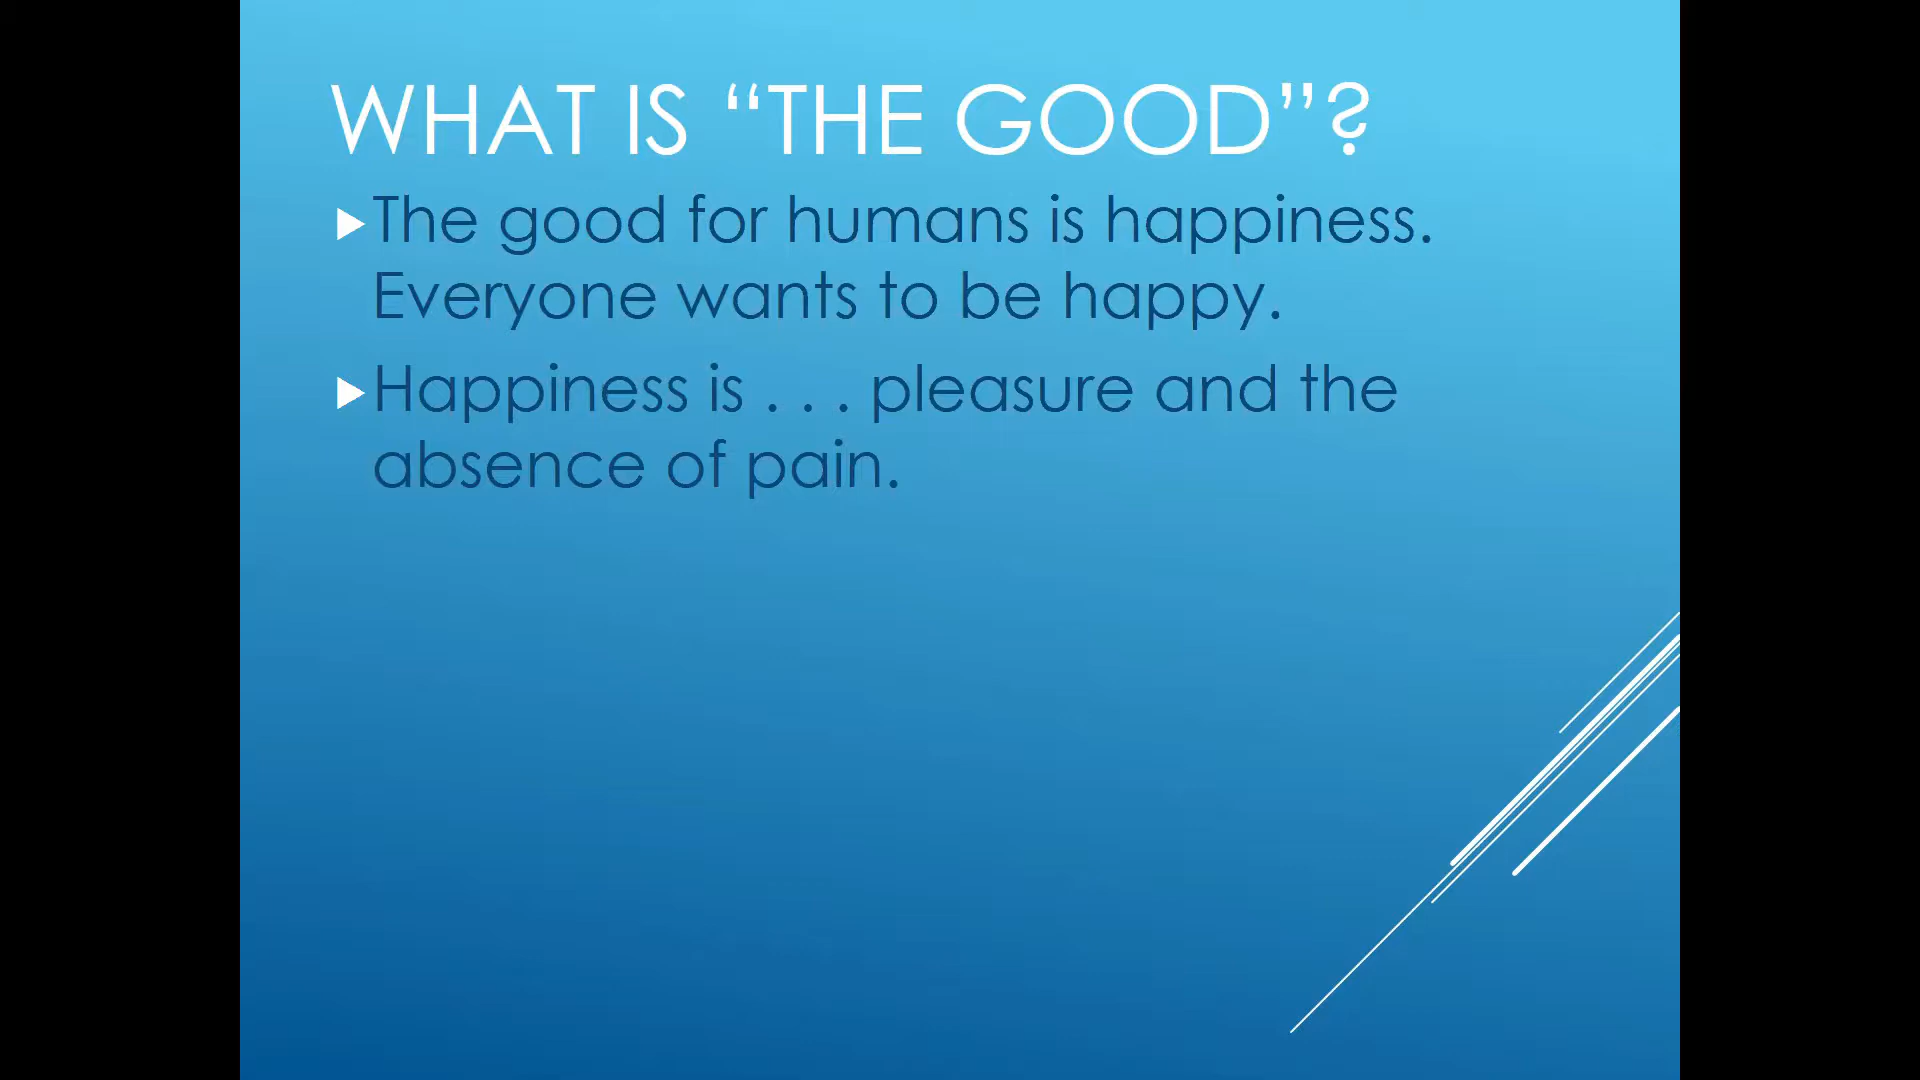 WHAT IS “THE GOOD”?
The good for humans is happiness.
Everyone wants to be happy.
Happiness is . . . pleasure and the
absence of pain.